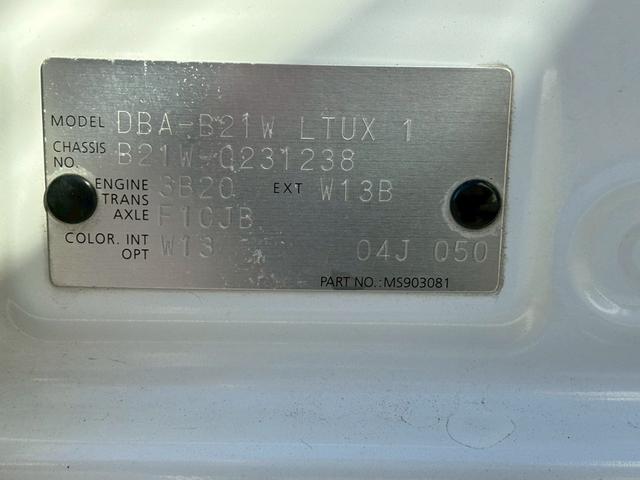 MODEL DBA-B21W LTUX 1
CHASSIS NO. B21W-0231238
ENGINE 3B20 EXT W13B
TRANS AXLE F1CJB
COLOR. INT W13 04J 050
OPT
PART NO.: MS903081